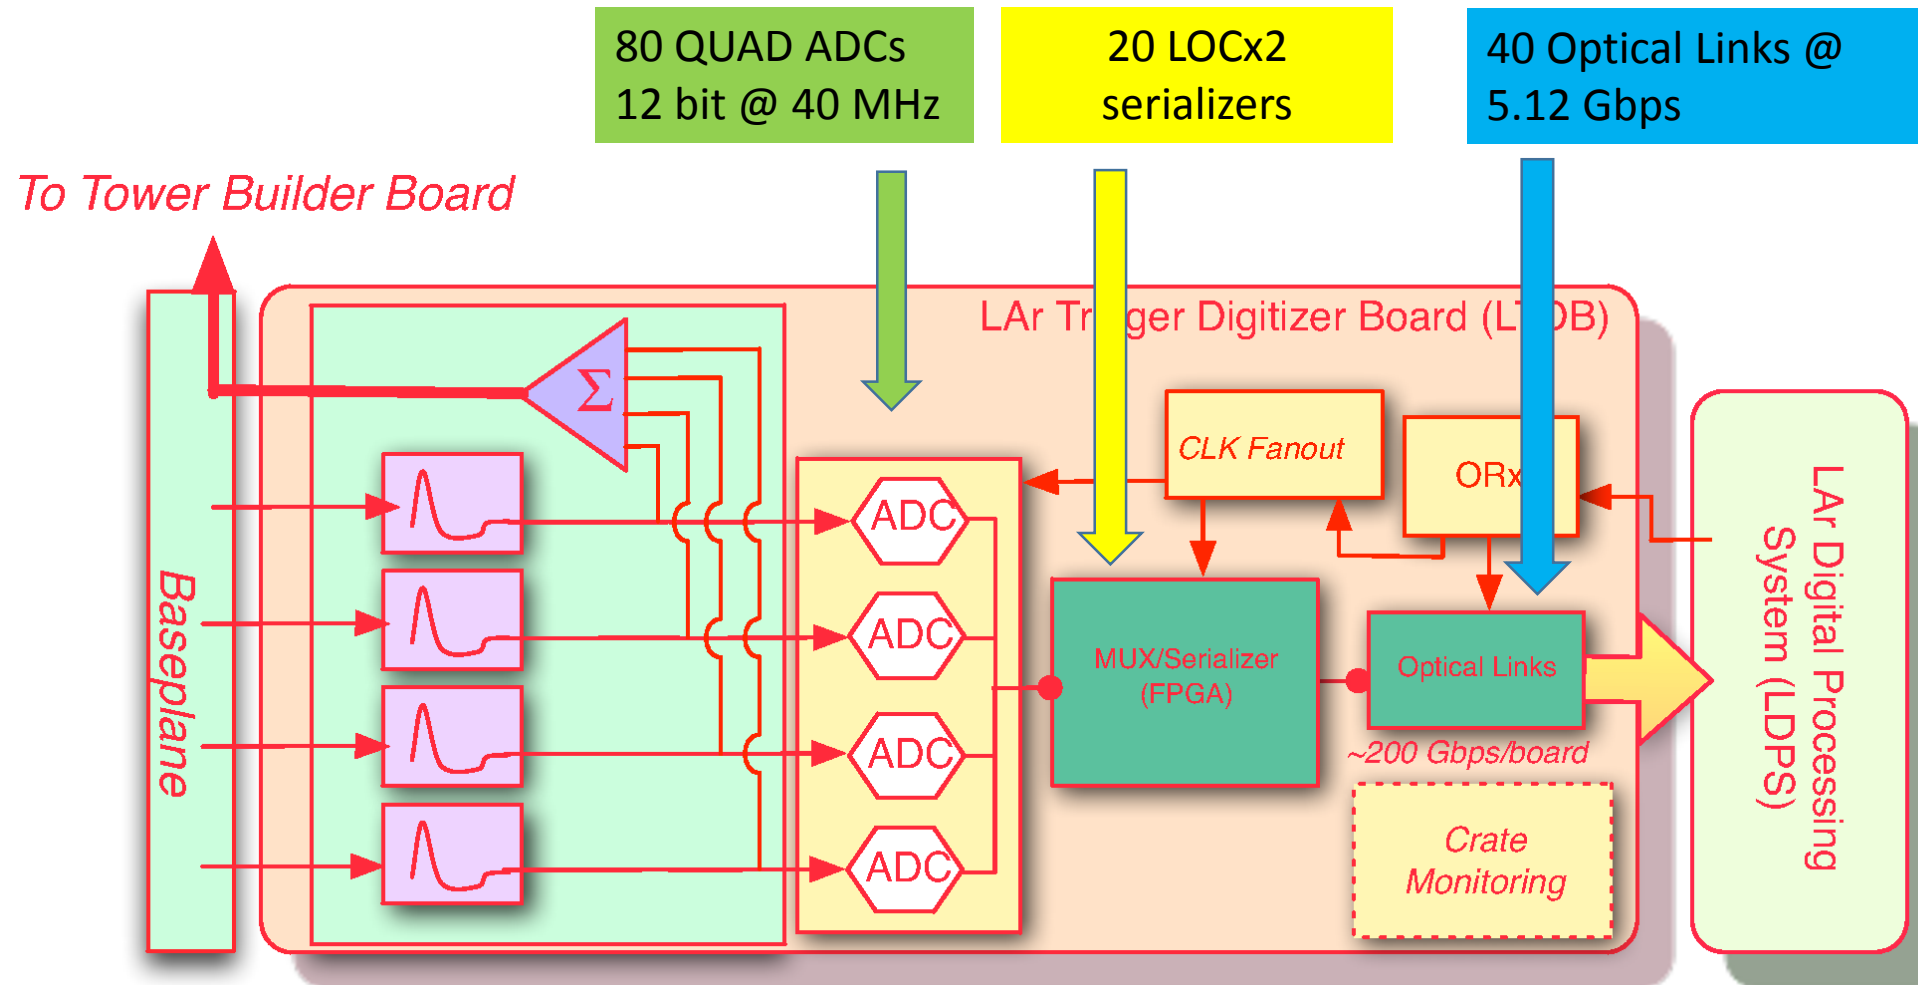 80 QUAD ADCs
12 bit @ 40 MHz
20 LOCx2
serializers
40 Optical Links @
5.12 Gbps
To Tower Builder Board
LAr Tr gger Digitizer Board (L DB)
Σ
CLK Fanout
ORx
ADC
ADC
ADC
ADC
Baseplane
MUX/Serializer
(FPGA)
Optical Links
~200 Gbps/board
Crate
Monitoring
LAr Digital Processing
System (LDPS)